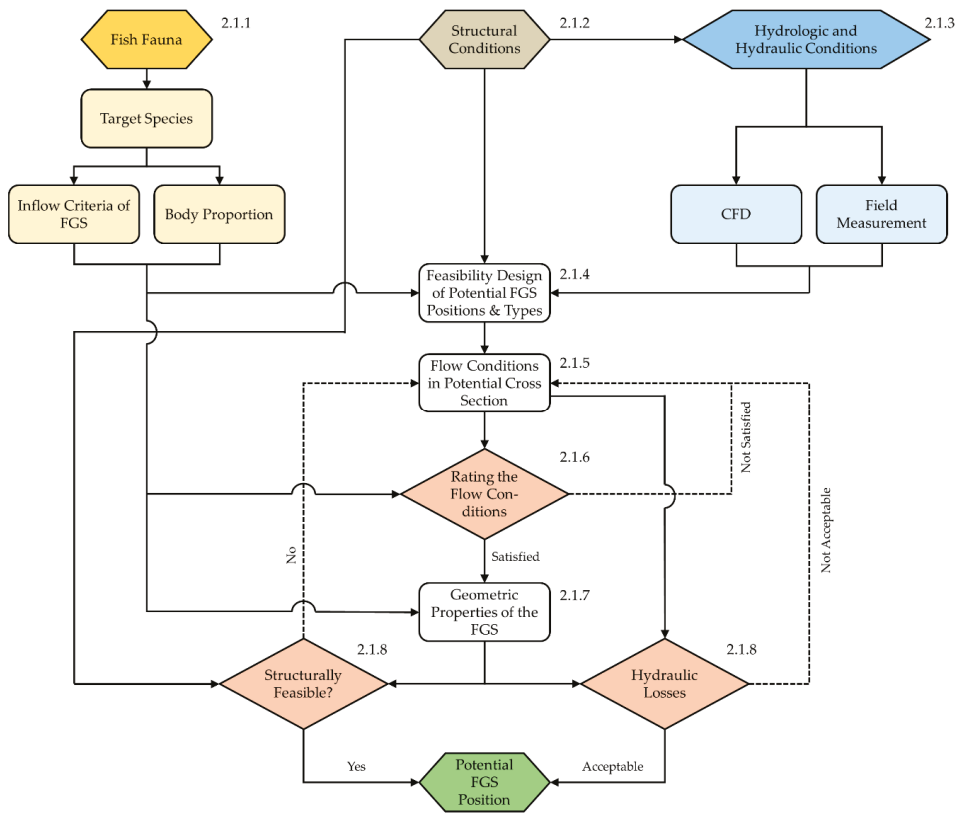 Fish Fauna
2.1.1
Structural
Conditions
2.1.2
Hydrologic and
Hydraulic Conditions
2.1.3
Target Species
Inflow Criteria of
FGS
Body Proportion
CFD
Field
Measurement
Feasibility Design
of Potential FGS
Positions & Types
2.1.4
Flow Conditions
in Potential Cross
Section
2.1.5
Not Satisfied
Rating the
Flow Con-
ditions
2.1.6
Not Acceptable
No
Satisfied
Geometric
Properties of the
FGS
2.1.7
Structurally
Feasible?
2.1.8
Hydraulic
Losses
2.1.8
Yes
Potential
FGS
Position
Acceptable